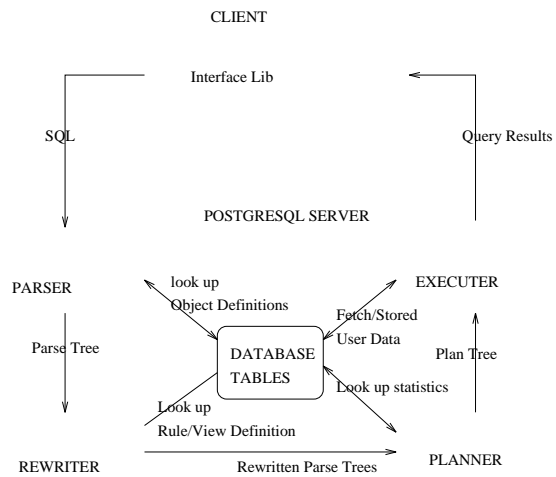 CLIENT
Interface Lib
SQL
Query Results
POSTGRESQL SERVER
PARSER
look up
Object Definitions
EXECUTER
Fetch/Stored
User Data
Parse Tree
DATABASE
TABLES
Plan Tree
Look up statistics
Look up
Rule/View Definition
REWRITER
Rewritten Parse Trees
PLANNER